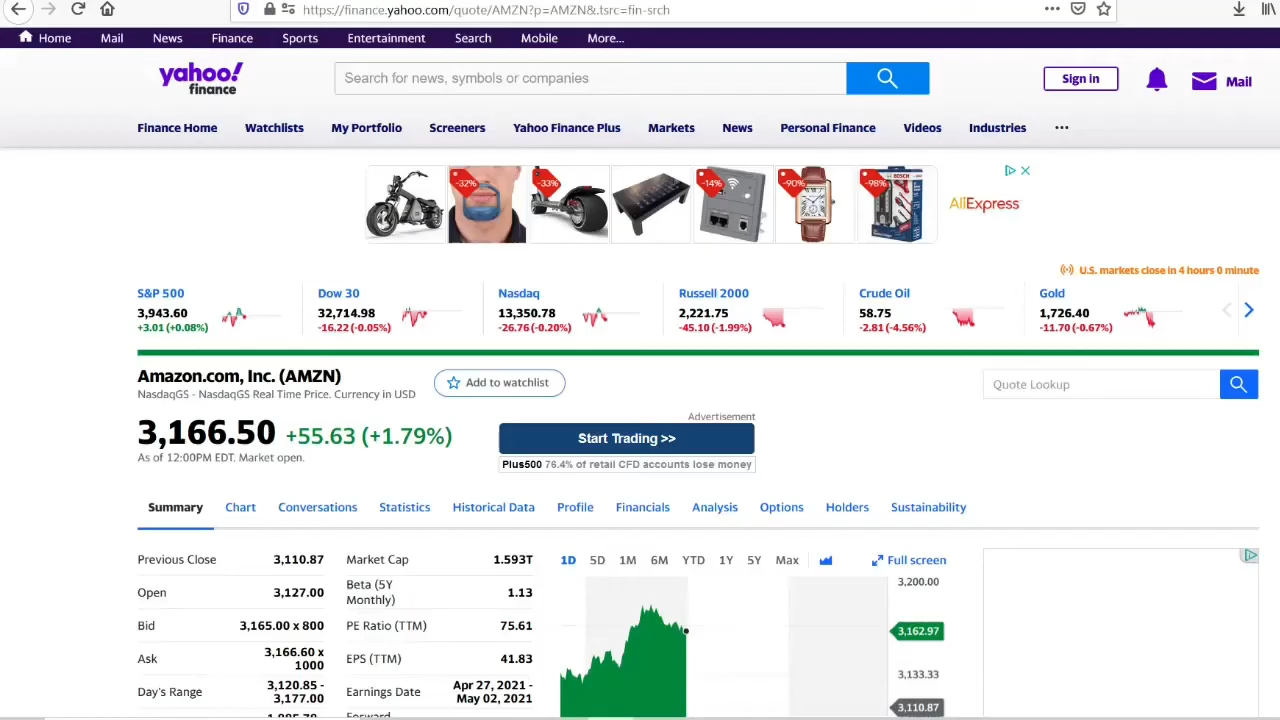 https://finance.yahoo.com/quote/AMZN?p=AMZN&.tsrc=fin-srch
Home Mail News Finance Sports Entertainment Search Mobile More...
yahoo!
finance
Search for news, symbols or companies
Sign in
Mail
Finance Home Watchlists My Portfolio Screeners Yahoo Finance Plus Markets News Personal Finance Videos Industries ...
-32% -33% -14% -90% -98%
BOSCH
AliExpress
U.S. markets close in 4 hours 0 minute
S&P 500 Dow 30 Nasdaq Russell 2000 Crude Oil Gold
3,943.60 32,714.98 13,350.78 2,221.75 58.75 1,726.40
+3.01 (+0.08%) -16.22 (-0.05%) -26.76 (-0.20%) -45.10 (-1.99%) -2.81 (-4.56%) -11.70 (-0.67%)
Amazon.com, Inc. (AMZN)
NasdaqGS - NasdaqGS Real Time Price. Currency in USD
Add to watchlist
Quote Lookup
3,166.50 +55.63 (+1.79%)
As of 12:00PM EDT. Market open.
Advertisement
Start Trading >>
Plus500 76.4% of retail CFD accounts lose money
Summary Chart Conversations Statistics Historical Data Profile Financials Analysis Options Holders Sustainability
Previous Close 3,110.87
Open 3,127.00
Bid 3,165.00 x 800
Ask 3,166.60 x
1000
Day's Range 3,120.85 -
3,177.00
Market Cap 1.593T
Beta (5Y
Monthly) 1.13
PE Ratio (TTM) 75.61
EPS (TTM) 41.83
Earnings Date Apr 27, 2021 -
May 02, 2021
Forward
1D 5D 1M 6M YTD 1Y 5Y Max Full screen
3,200.00
3,162.97
3,133.33
3,110.87